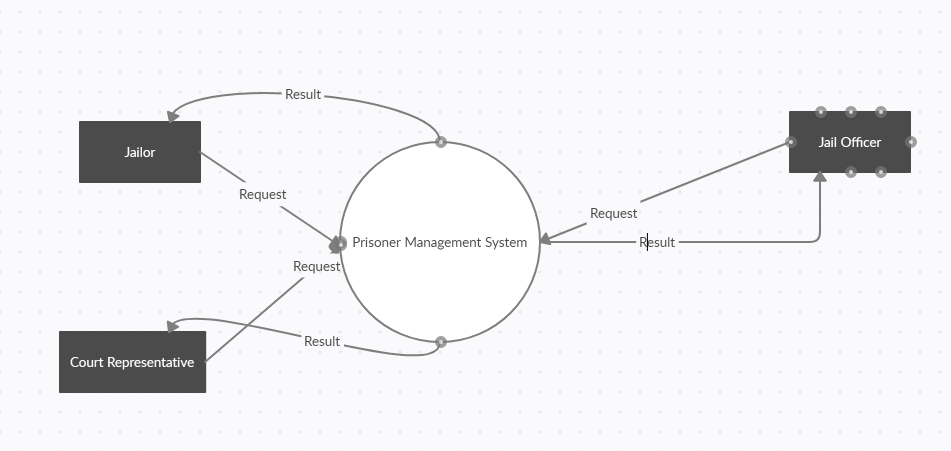 Result
Jailor
Jail Officer
Request
Request
Prisoner Management System
Result
Request
Result
Court Representative